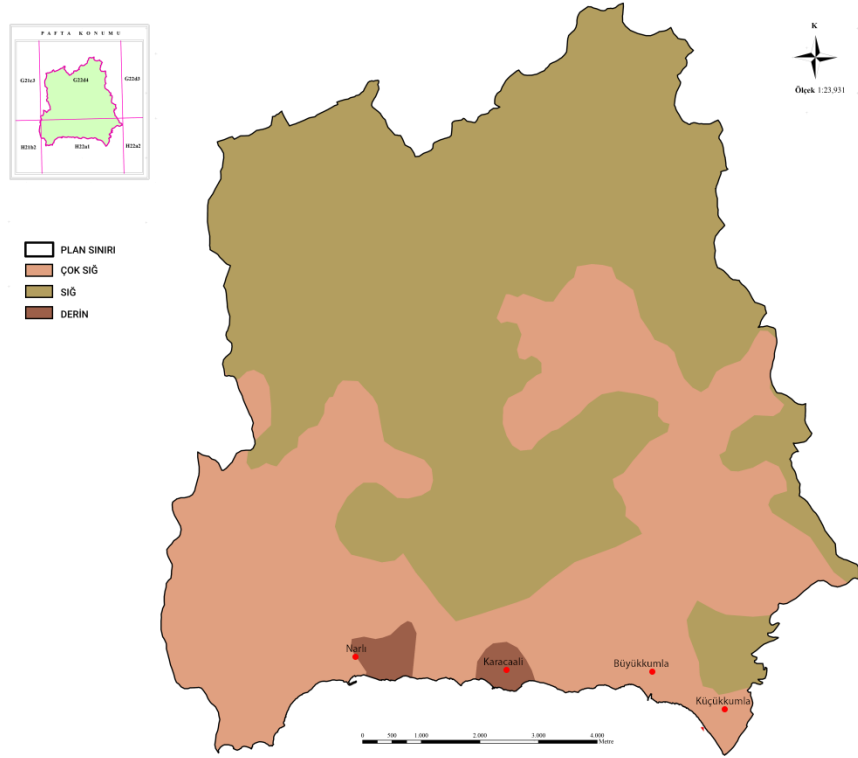 PAFTA KONUMU
G21c3
G22d4
G22d3
H21b2
H22a1
H22a2
K
Ölçek 1:23,931
PLAN SINIRI
ÇOK SIĞ
SIĞ
DERİN
Narlı
Karacaali
Büyükkumla
Küçükkumla
0 500 1.000 2.000 3.000 4.000
Metre